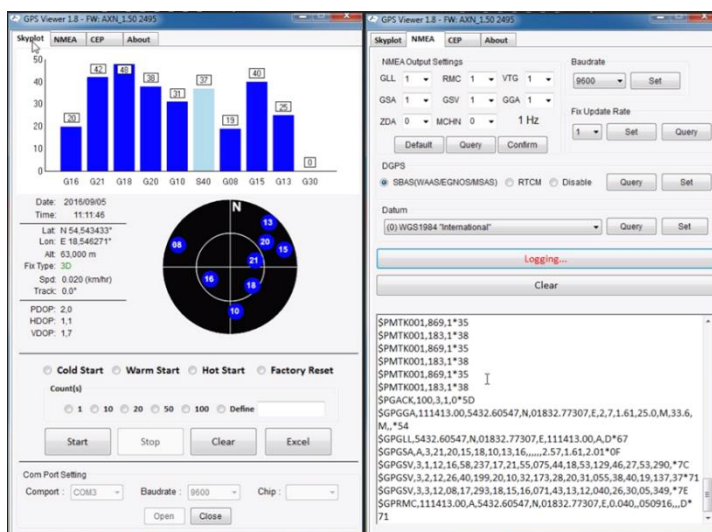 GPS Viewer 1.8 - FW: AXN_1.50 2495
Skyplot NMEA CEP About
50
40
30
20
10
0
20 42 48 38 31 37 19 40 25 0
G16 G21 G18 G20 G10 S40 G08 G15 G13 G30
Date: 2016/09/05
Time: 11:11:46
Lat: N 54,543433°
Lon: E 18,546271°
Alt: 63,000 m
Fix Type: 3D
Spd: 0.020 (km/hr)
Track: 0.0°
PDOP: 2,0
HDOP: 1,1
VDOP: 1,7
N
13
08 20 15
21
16 18
10
Cold Start Warm Start Hot Start Factory Reset
Count(s)
1 10 20 50 100 Define
Start Stop Clear Excel
Com Port Setting
Comport : COM3 Baudrate : 9600 Chip :
Open Close
GPS Viewer 1.8 - FW: AXN_1.50 2495
Skyplot NMEA CEP About
NMEA Output Settings
GLL 1 RMC 1 VTG 1
GSA 1 GSV 1 GGA 1
ZDA 0 MCHN 0 1 Hz
Default Query Confirm
Baudrate
9600 Set
Fix Update Rate
1 Set Query
DGPS
SBAS(WAAS/EGNOS/MSAS) RTCM Disable Query Set
Datum
(0) WGS1984 "International" Query Set
Logging...
Clear
$PMTK001,869,1*35
$PMTK001,183,1*38
$PMTK001,869,1*35
$PMTK001,183,1*38
$PMTK001,869,1*35
$PMTK001,183,1*38
$PGACK,100,3,1,0*5D
$GPGGA,111413.00,5432.60547,N,01832.77307,E,2,7,1.61,25.0,M,33.6,
M,,*54
$GPGLL,5432.60547,N,01832.77307,E,111413.00,A,D*67
$GPGSA,A,3,21,20,15,18,10,13,16,,,,,,2.57,1.61,2.01*0F
$GPGSV,3,1,12,16,58,237,17,21,55,075,44,18,53,129,46,27,53,290,*7C
$GPGSV,3,2,12,26,40,199,20,10,32,173,28,20,31,055,38,40,19,137,37*71
$GPGSV,3,3,12,08,17,293,18,15,16,071,43,13,12,040,26,30,05,349,*7E
$GPRMC,111413.00,A,5432.60547,N,01832.77307,E,0.040,,050916,,,D*
71